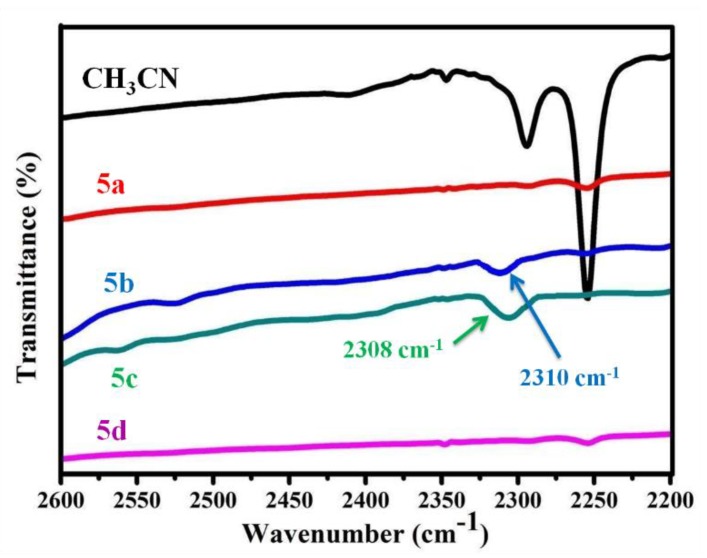 CH₃CN
5a
5b
5c
5d
2308 cm⁻¹
2310 cm⁻¹
Transmittance (%)
2600 2550 2500 2450 2400 2350 2300 2250 2200
Wavenumber (cm⁻¹)